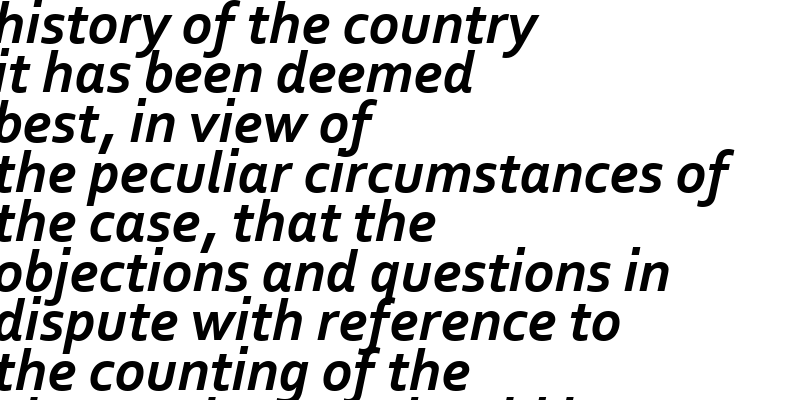 history of the country
it has been deemed
best, in view of
the peculiar circumstances of
the case, that the
objections and questions in
dispute with reference to
the counting of the